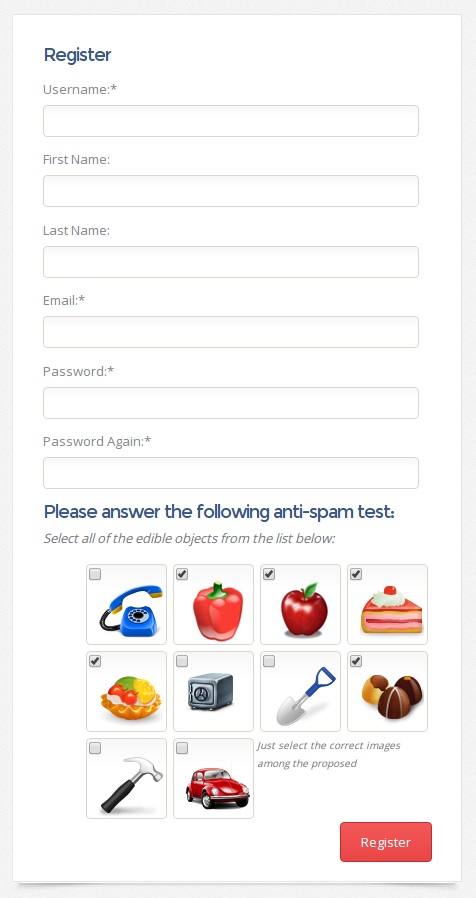 Register
Username:*
First Name:
Last Name:
Email:*
Password:*
Password Again:*
Please answer the following anti-spam test:
Select all of the edible objects from the list below:
Just select the correct images
among the proposed
Register